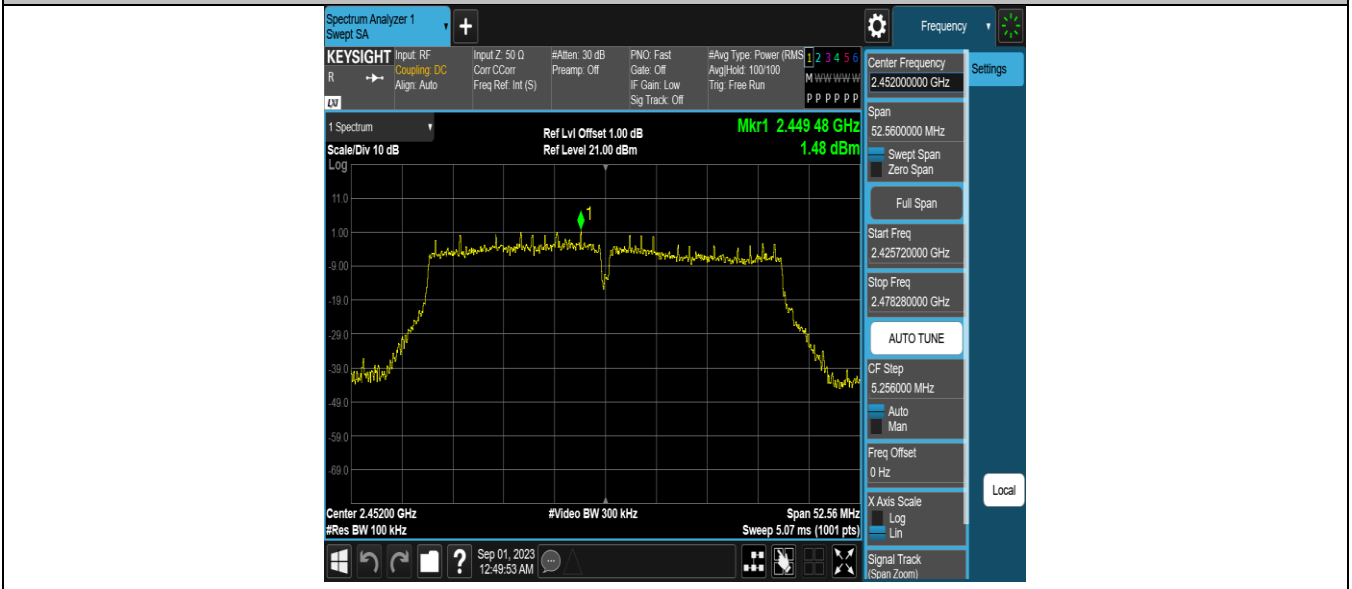 Spectrum Analyzer 1
Swept SA
+
Frequency
KEYSIGHT
R
LXI
Input: RF
Coupling: DC
Align: Auto
Input Z: 50 Ω
Corr CCorr
Freq Ref: Int (S)
#Atten: 30 dB
Preamp: Off
PNO: Fast
Gate: Off
IF Gain: Low
Sig Track: Off
#Avg Type: Power (RMS
Avg|Hold: 100/100
Trig: Free Run
1 2 3 4 5 6
M W W W W W
P P P P P P
1 Spectrum
Scale/Div 10 dB
Log
Ref Lvl Offset 1.00 dB
Ref Level 21.00 dBm
Mkr1 2.449 48 GHz
1.48 dBm
1
11.0
1.00
-9.00
-19.0
-29.0
-39.0
-49.0
-59.0
-69.0
Center 2.45200 GHz
#Res BW 100 kHz
#Video BW 300 kHz
Span 52.56 MHz
Sweep 5.07 ms (1001 pts)
Center Frequency
2.452000000 GHz
Settings
Span
52.5600000 MHz
Swept Span
Zero Span
Full Span
Start Freq
2.425720000 GHz
Stop Freq
2.478280000 GHz
AUTO TUNE
CF Step
5.256000 MHz
Auto
Man
Freq Offset
0 Hz
X Axis Scale
Log
Lin
Signal Track
(Span Zoom)
Local
?
Sep 01, 2023
12:49:53 AM